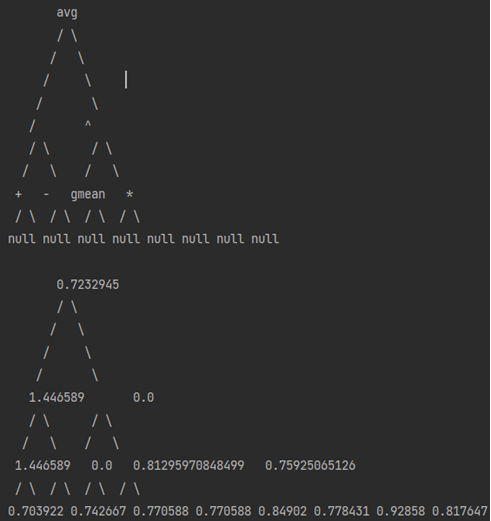 avg
       / \
      /   \
     /     \
    /       \
   /       ^
   / \      / \
  /   \    /   \
 +   -   gmean   *
 / \  / \  / \  / \
null null null null null null null null
       0.7232945
       / \
      /   \
     /     \
    /       \
   1.446589       0.0
   / \      / \
  /   \    /   \
 1.446589   0.0   0.81295970848499   0.75925065126
 / \  / \  / \  / \
0.703922 0.742667 0.770588 0.770588 0.84902 0.778431 0.92858 0.817647